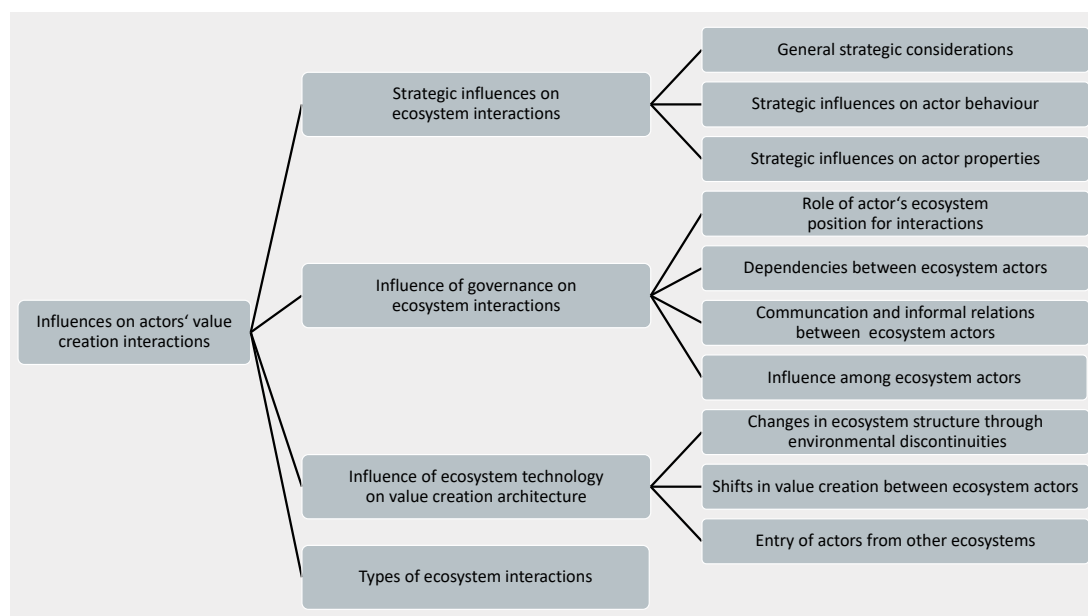 Influences on actors‘ value
creation interactions
Strategic influences on
ecosystem interactions
General strategic considerations
Strategic influences on actor behaviour
Strategic influences on actor properties
Influence of governance on
ecosystem interactions
Role of actor‘s ecosystem
position for interactions
Dependencies between ecosystem actors
Communcation and informal relations
between ecosystem actors
Influence among ecosystem actors
Influence of ecosystem technology
on value creation architecture
Changes in ecosystem structure through
environmental discontinuities
Shifts in value creation between ecosystem actors
Entry of actors from other ecosystems
Types of ecosystem interactions